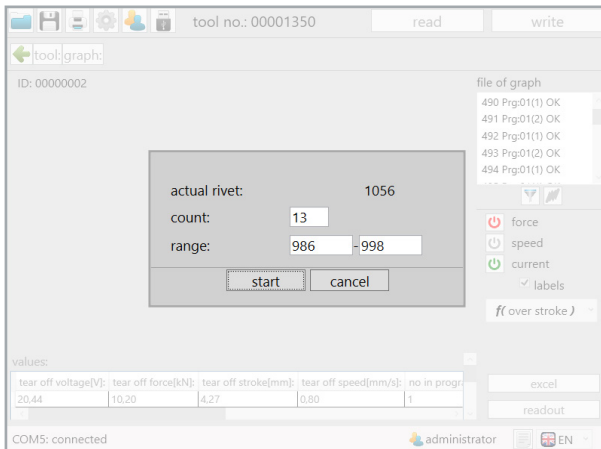 tool no.: 00001350 read write
tool: graph:
ID: 00000002
file of graph
490 Prg:01(1) OK
491 Prg:01(2) OK
492 Prg:01(1) OK
493 Prg:01(2) OK
494 Prg:01(1) OK
actual rivet: 1056
count: 13
range: 986 - 998
start cancel
force
speed
current
labels
f( over stroke )
values:
tear off voltage[V]: tear off force[kN]: tear off stroke[mm]: tear off speed[mm/s]: no in progr
20,44 10,20 4,27 0,80 1
excel
readout
COM5: connected administrator EN